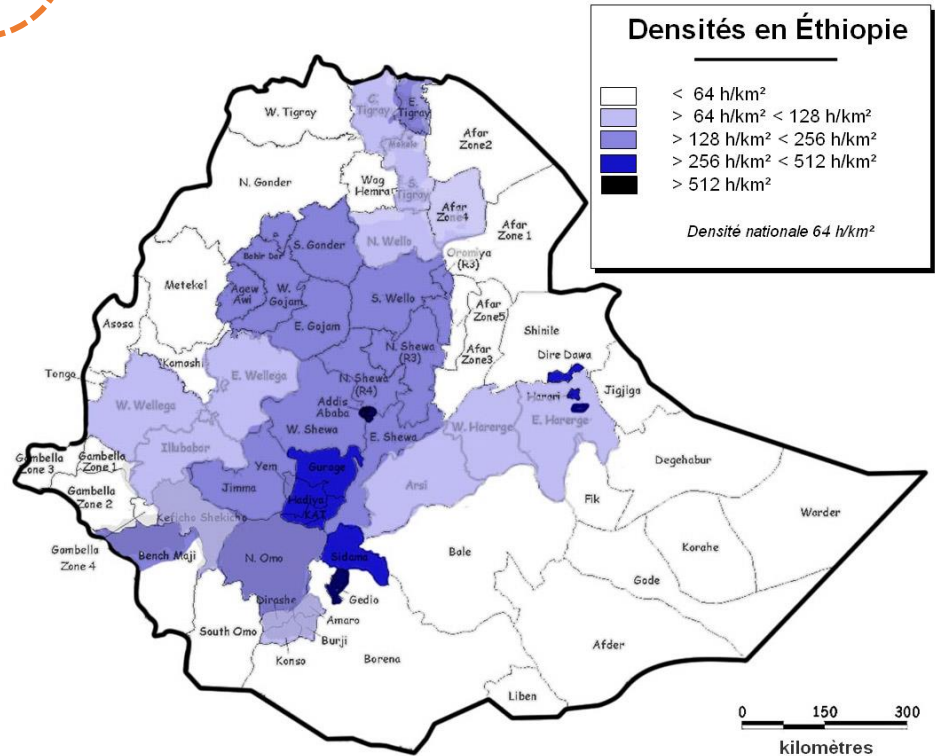 Densités en Éthiopie
< 64 h/km²
> 64 h/km² < 128 h/km²
> 128 h/km² < 256 h/km²
> 256 h/km² < 512 h/km²
> 512 h/km²
Densité nationale 64 h/km²
W. Tigray
C.
Tigray
E.
Tigray
Mekele
Afar
Zone2
N. Gonder
Wag
Hemra
S.
Tigray
Afar
Zone4
Afar
Zone 1
S. Gonder
N. Wello
Oromiya
(R3)
Bahir Dar
Metekel
Agew
Awi
W.
Gojam
S. Wello
Afar
Zone5
E. Gojam
Asosa
Shinile
N. Shewa
(R3)
Afar
Zone3
Dire Dawa
Kamashi
Tongo
E. Wellega
N. Shewa
(R4)
Jigjiga
Harari
W. Wellega
Addis
Ababa
W. Shewa
E. Shewa
W. Harerge
E. Harerge
Illubabor
Gambella
Zone 3
Gambella
Zone 1
Yem
Gurage
Degehabur
Gambella
Zone 2
Jimma
Hadiya
KAT
Arsi
Fik
Warder
Keficho Shekicho
Gambella
Zone 4
Bench Maji
N. Omo
Sidama
Bale
Korahe
Gode
Gedio
Dirashe
Amaro
South Omo
Burji
Konso
Borena
Afder
Liben
0 150 300
kilomètres